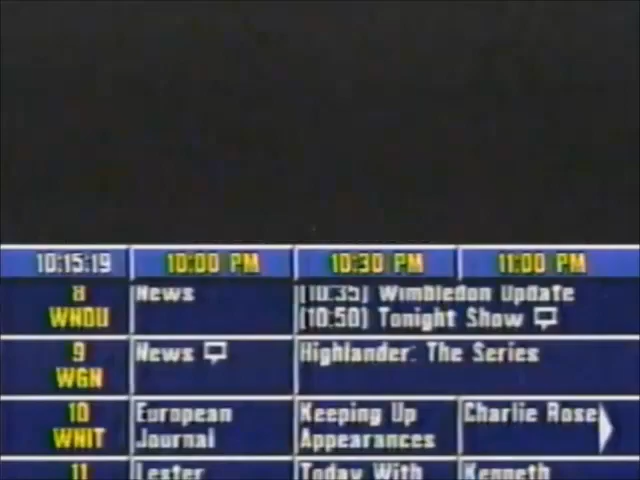 10:15:19 10:00 PM 10:30 PM 11:00 PM
8 News (10:35) Wimbledon Update
WNDU (10:50) Tonight Show
9 News Highlander: The Series
WGN
10 European Keeping Up Charlie Rose
WNIT Journal Appearances
11 Lester Today With Kenneth